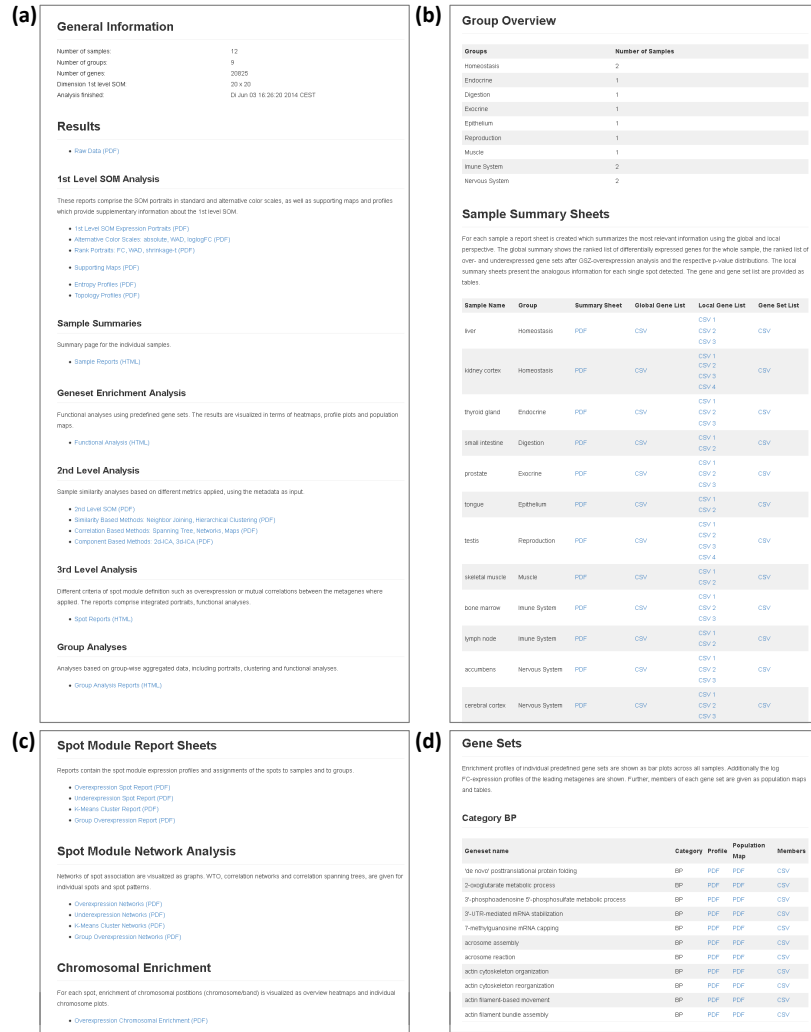 (a)
General Information
Number of samples: 12
Number of groups: 9
Number of genes: 20825
Dimension 1st level SOM: 20 x 20
Analysis finished: Di Jun 03 16:26:20 2014 CEST
Results
• Raw Data (PDF)
1st Level SOM Analysis
These reports comprise the SOM portraits in standard and alternative color scales, as well as supporting maps and profiles
which provide supplementary information about the 1st level SOM.
• 1st Level SOM Expression Portraits (PDF)
• Alternative Color Scales: absolute, WAD, loglogFC (PDF)
• Rank Portraits: FC, WAD, shrinkage-t (PDF)
• Supporting Maps (PDF)
• Entropy Profiles (PDF)
• Topology Profiles (PDF)
Sample Summaries
Summary page for the individual samples.
• Sample Reports (HTML)
Geneset Enrichment Analysis
Functional analyses using predefined gene sets. The results are visualized in terms of heatmaps, profile plots and population
maps.
• Functional Analysis (HTML)
2nd Level Analysis
Sample similarity analyses based on different metrics applied, using the metadata as input.
• 2nd Level SOM (PDF)
• Similarity Based Methods: Neighbor Joining, Hierarchical Clustering (PDF)
• Correlation Based Methods: Spanning Tree, Networks, Maps (PDF)
• Component Based Methods: 2d-ICA, 3d-ICA (PDF)
3rd Level Analysis
Different criteria of spot module definition such as overexpression or mutual correlations between the metagenes where
applied. The reports comprise integrated portraits, functional analyses.
• Spot Reports (HTML)
Group Analyses
Analyses based on group-wise aggregated data, including portraits, clustering and functional analyses.
• Group Analysis Reports (HTML)
(b)
Group Overview
Groups Number of Samples
Homeostasis 2
Endocrine 1
Digestion 1
Exocrine 1
Epithelium 1
Reproduction 1
Muscle 1
Imune System 2
Nervous System 2
Sample Summary Sheets
For each sample a report sheet is created which summarizes the most relevant information using the global and local
perspective. The global summary shows the ranked list of differentially expressed genes for the whole sample, the ranked list of
over- and underexpressed gene sets after GSZ-overexpression analysis and the respective p-value distributions. The local
summary sheets present the analogous information for each single spot detected. The gene and gene set list are provided as
tables.
Sample Name Group Summary Sheet Global Gene List Local Gene List Gene Set List
CSV 1
liver Homeostasis PDF CSV CSV 2 CSV
CSV 3
CSV 1
CSV 2
kidney cortex Homeostasis PDF CSV CSV 3 CSV
CSV 4
CSV 1
thyroid gland Endocrine PDF CSV CSV 2 CSV
CSV 3
CSV 1
small intestine Digestion PDF CSV CSV 2 CSV
CSV 1
prostate Exocrine PDF CSV CSV 2 CSV
CSV 3
CSV 1
tongue Epithelium PDF CSV CSV 2 CSV
CSV 1
CSV 2
testis Reproduction PDF CSV CSV 3 CSV
CSV 4
CSV 1
skeletal muscle Muscle PDF CSV CSV 2 CSV
CSV 1
bone marrow Imune System PDF CSV CSV 2 CSV
CSV 3
CSV 1
lymph node Imune System PDF CSV CSV 2 CSV
CSV 1
accumbens Nervous System PDF CSV CSV 2 CSV
CSV 3
CSV 1
cerebral cortex Nervous System PDF CSV CSV 2 CSV
CSV 3
(c)
Spot Module Report Sheets
Reports contain the spot module expression profiles and assignments of the spots to samples and to groups.
• Overexpression Spot Report (PDF)
• Underexpression Spot Report (PDF)
• K-Means Cluster Report (PDF)
• Group Overexpression Report (PDF)
Spot Module Network Analysis
Networks of spot association are visualized as graphs. WTO, correlation networks and correlation spanning trees, are given for
individual spots and spot patterns.
• Overexpression Networks (PDF)
• Underexpression Networks (PDF)
• K-Means Cluster Networks (PDF)
• Group Overexpression Networks (PDF)
Chromosomal Enrichment
For each spot, enrichment of chromosomal postitions (chromosome/band) is visualized as overview heatmaps and individual
chromosome plots.
• Overexpression Chromosomal Enrichment (PDF)
(d)
Gene Sets
Enrichment profiles of individual predefined gene sets are shown as bar plots across all samples. Additionally the log
FC-expression profiles of the leading metagenes are shown. Further, members of each gene set are given as population maps
and tables.
Category BP
Geneset name Category Profile Population Map Members
'de novo' posttranslational protein folding BP PDF PDF CSV
2-oxoglutarate metabolic process BP PDF PDF CSV
3'-phosphoadenosine 5'-phosphosulfate metabolic process BP PDF PDF CSV
3'-UTR-mediated mRNA stabilization BP PDF PDF CSV
7-methylguanosine mRNA capping BP PDF PDF CSV
acrosome assembly BP PDF PDF CSV
acrosome reaction BP PDF PDF CSV
actin cytoskeleton organization BP PDF PDF CSV
actin cytoskeleton reorganization BP PDF PDF CSV
actin filament-based movement BP PDF PDF CSV
actin filament bundle assembly BP PDF PDF CSV